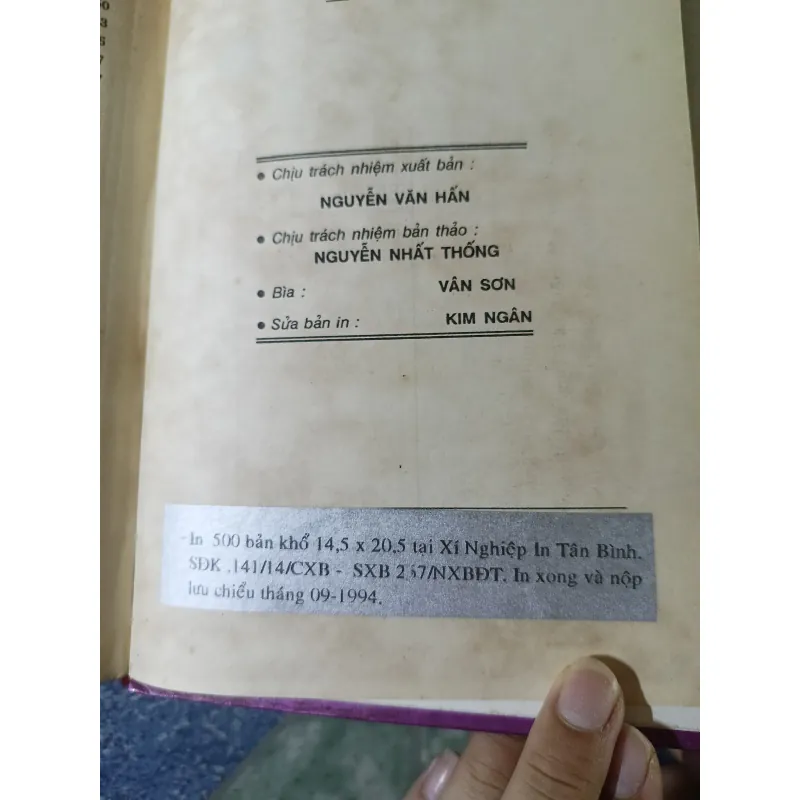 • Chịu trách nhiệm xuất bản :
NGUYỄN VĂN HẤN
• Chịu trách nhiệm bản thảo :
NGUYỄN NHẤT THỐNG
• Bìa : VÂN SƠN
• Sửa bản in : KIM NGÂN
In 500 bản khổ 14,5 x 20,5 tại Xí Nghiệp In Tân Bình.
SĐK .141/14/CXB - SXB /NXBĐT. In xong và nộp
lưu chiểu tháng 09-1994.